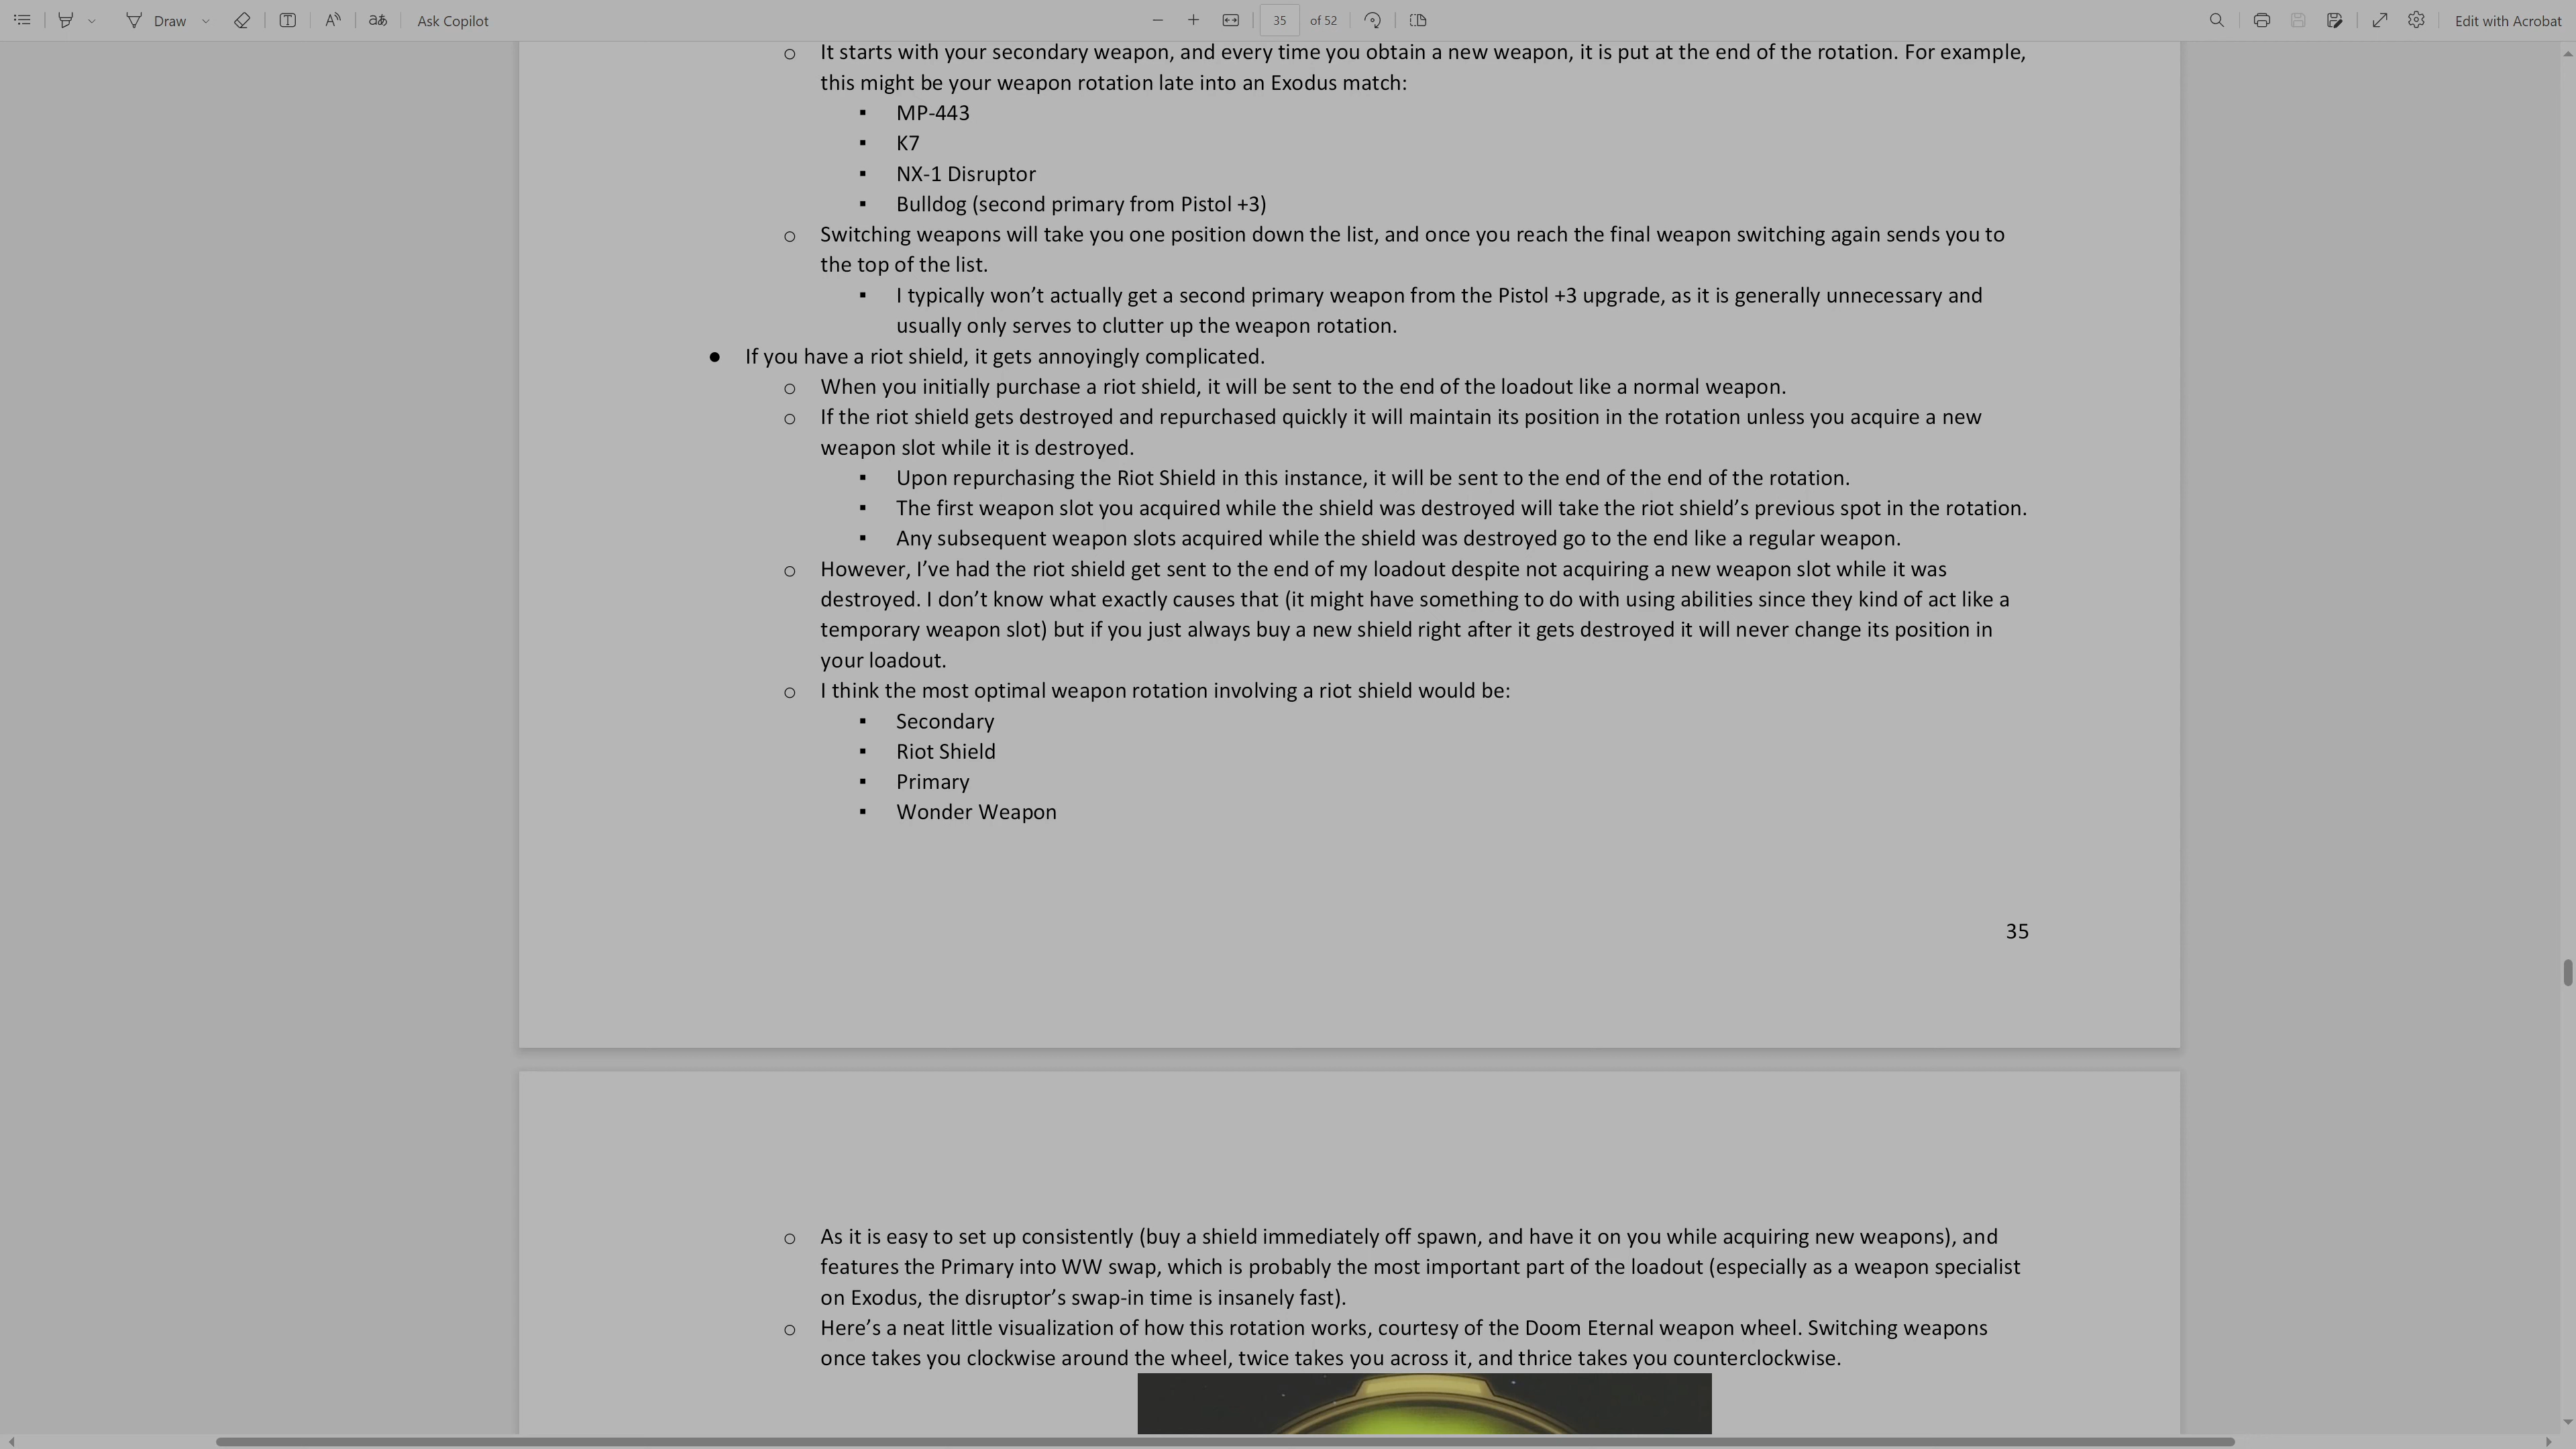 Draw
Ask Copilot
35 of 52
Edit with Acrobat
It starts with your secondary weapon, and every time you obtain a new weapon, it is put at the end of the rotation. For example,
this might be your weapon rotation late into an Exodus match:
MP-443
K7
NX-1 Disruptor
Bulldog (second primary from Pistol +3)
Switching weapons will take you one position down the list, and once you reach the final weapon switching again sends you to
the top of the list.
I typically won’t actually get a second primary weapon from the Pistol +3 upgrade, as it is generally unnecessary and
usually only serves to clutter up the weapon rotation.
If you have a riot shield, it gets annoyingly complicated.
When you initially purchase a riot shield, it will be sent to the end of the loadout like a normal weapon.
If the riot shield gets destroyed and repurchased quickly it will maintain its position in the rotation unless you acquire a new
weapon slot while it is destroyed.
Upon repurchasing the Riot Shield in this instance, it will be sent to the end of the end of the rotation.
The first weapon slot you acquired while the shield was destroyed will take the riot shield’s previous spot in the rotation.
Any subsequent weapon slots acquired while the shield was destroyed go to the end like a regular weapon.
However, I’ve had the riot shield get sent to the end of my loadout despite not acquiring a new weapon slot while it was
destroyed. I don’t know what exactly causes that (it might have something to do with using abilities since they kind of act like a
temporary weapon slot) but if you just always buy a new shield right after it gets destroyed it will never change its position in
your loadout.
I think the most optimal weapon rotation involving a riot shield would be:
Secondary
Riot Shield
Primary
Wonder Weapon
35
As it is easy to set up consistently (buy a shield immediately off spawn, and have it on you while acquiring new weapons), and
features the Primary into WW swap, which is probably the most important part of the loadout (especially as a weapon specialist
on Exodus, the disruptor’s swap-in time is insanely fast).
Here’s a neat little visualization of how this rotation works, courtesy of the Doom Eternal weapon wheel. Switching weapons
once takes you clockwise around the wheel, twice takes you across it, and thrice takes you counterclockwise.